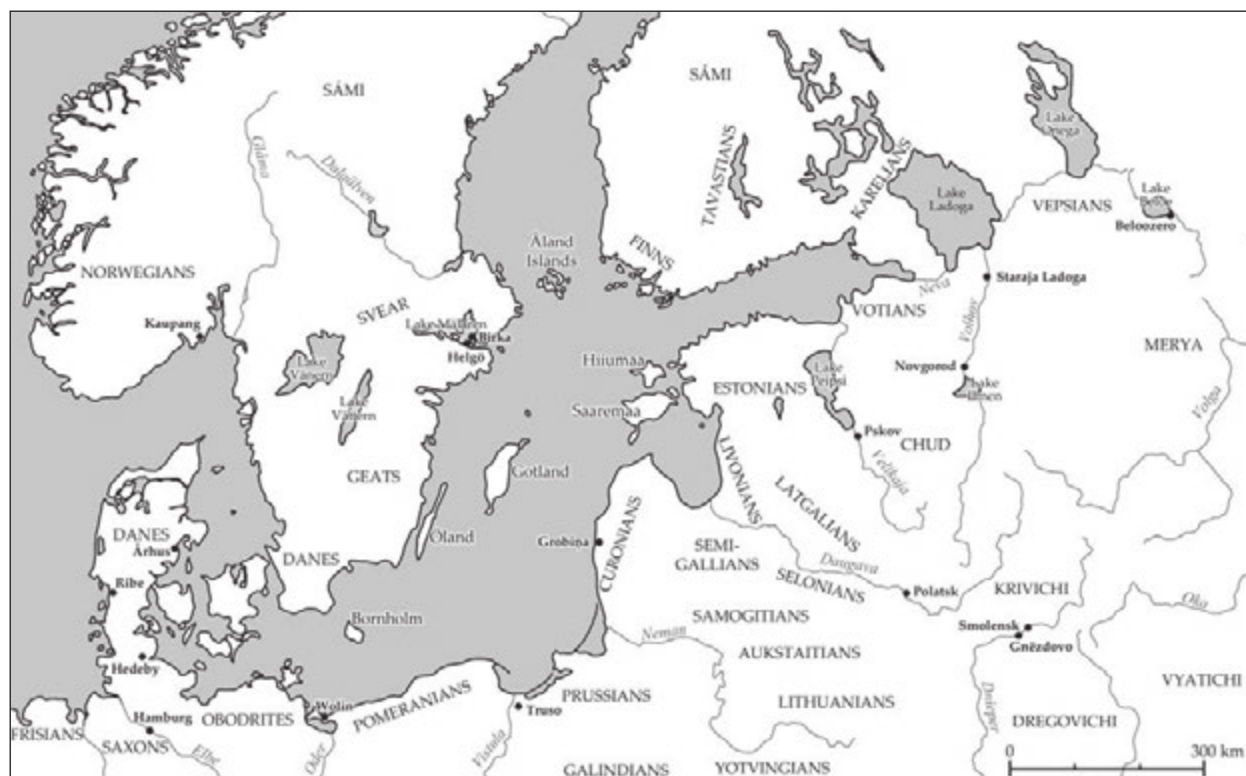 SÁMI
SÁMI
Lake
Onega
Gláma
Dalälven
TAVASTIANS
KARELIANS
Lake
Ladoga
VEPSIANS
Lake
Beloe
Beloozero
Åland
Islands
FINNS
NORWEGIANS
Neva
Staraja Ladoga
SVEAR
VOTIANS
Volhov
Kaupang
Lake Mälaren
Birka
Helgö
MERYA
Lake
Vänern
Hiiumaa
Lake
Peipsi
Novgorod
Lake
Ilmen
ESTONIANS
Lake
Vänern
Saaremaa
Volga
Pskov
CHUD
GEATS
Gotland
LIVONIANS
Velikaja
LATGALIANS
DANES
Århus
Öland
Grobiņa
CURONIANS
SEMI-
GALLIANS
Daugava
DANES
SELONIANS
Ribe
Polatsk
KRIVICHI
Oka
Bornholm
SAMOGITIANS
Smolensk
Neman
Gnëzdovo
Hedeby
AUKSTAITIANS
VYATICHI
PRUSSIANS
Wolin
POMERANIANS
LITHUANIANS
Truso
Dnieper
Hamburg
OBODRITES
DREGOVICHI
FRISIANS
SAXONS
Elbe
Oder
Vistula
GALINDIANS
YOTVINGIANS
0
300 km